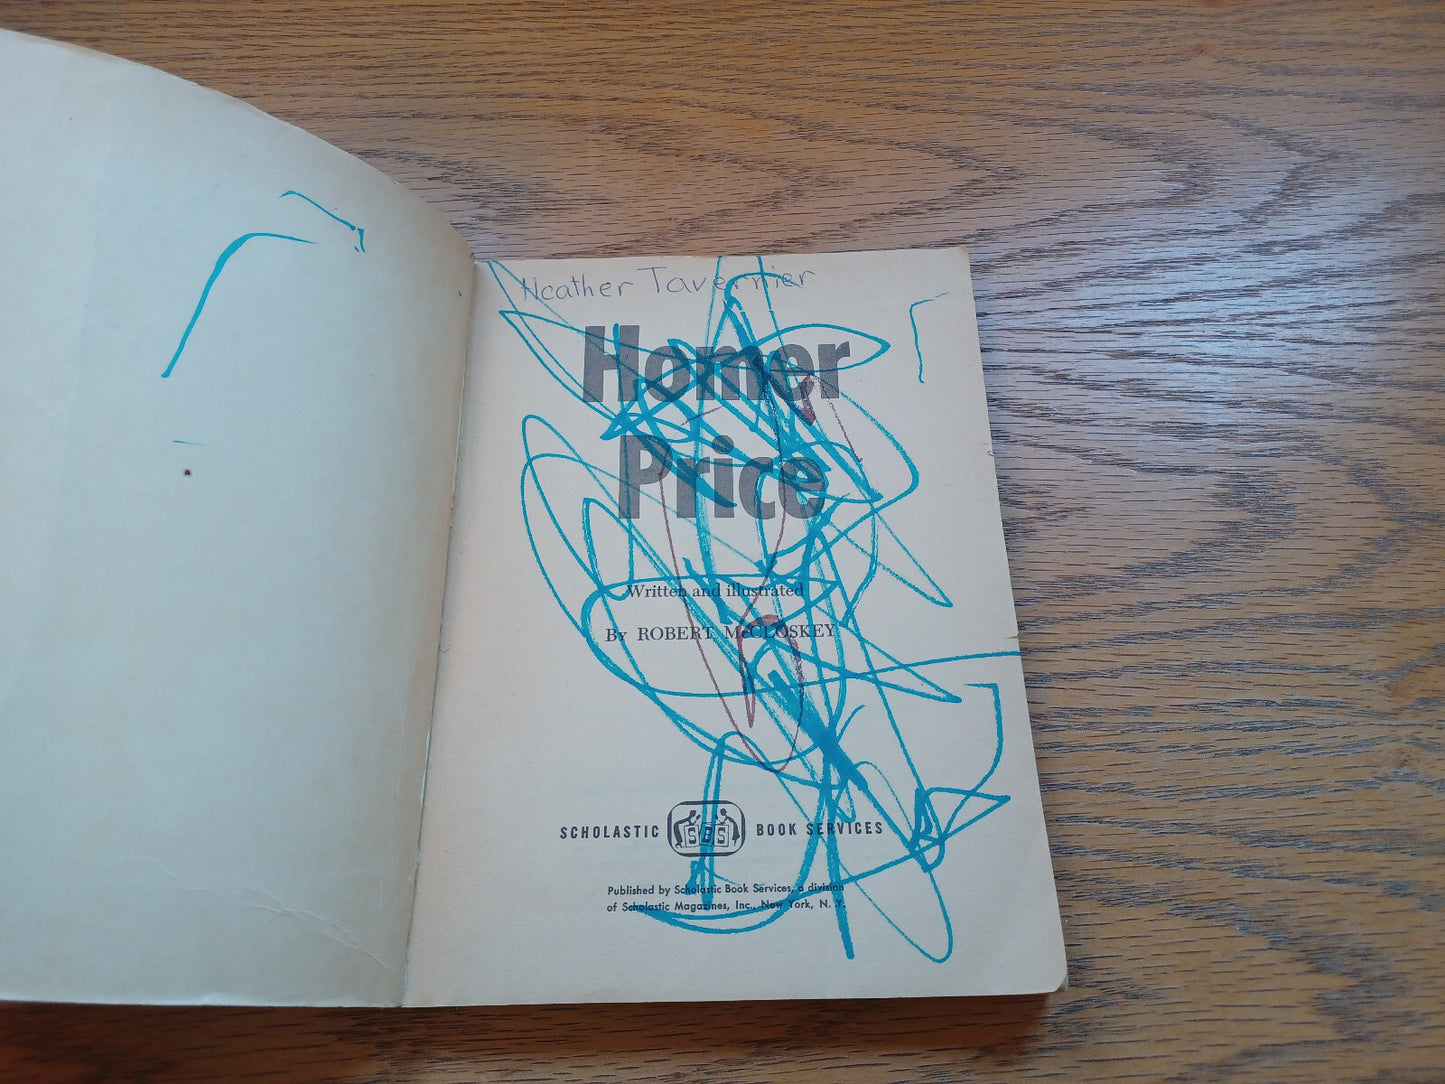 Heather Tavernier
Homer
Price
Written and illustrated
By ROBERT McCLOSKEY
SCHOLASTIC SBS BOOK SERVICES
Published by Scholastic Book Services, a division
of Scholastic Magazines, Inc., New York, N. Y.